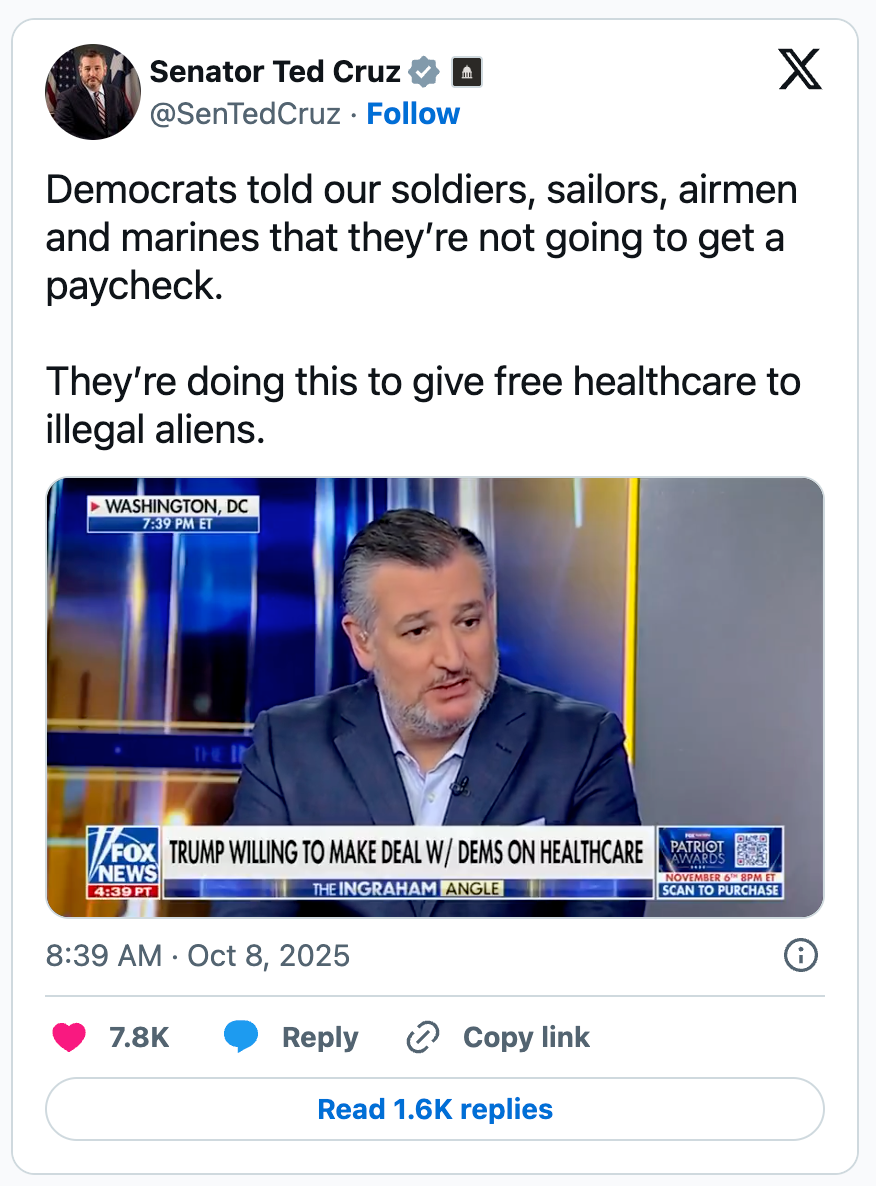 Senator Ted Cruz
@SenTedCruz · Follow
Democrats told our soldiers, sailors, airmen
and marines that they’re not going to get a
paycheck.
They’re doing this to give free healthcare to
illegal aliens.
WASHINGTON, DC
7:39 PM ET
THE I
FOX
NEWS
4:39 PT
TRUMP WILLING TO MAKE DEAL W/ DEMS ON HEALTHCARE
THE INGRAHAM ANGLE
PATRIOT
AWARDS
NOVEMBER 6TH 8PM ET
SCAN TO PURCHASE
8:39 AM · Oct 8, 2025
7.8K
Reply
Copy link
Read 1.6K replies